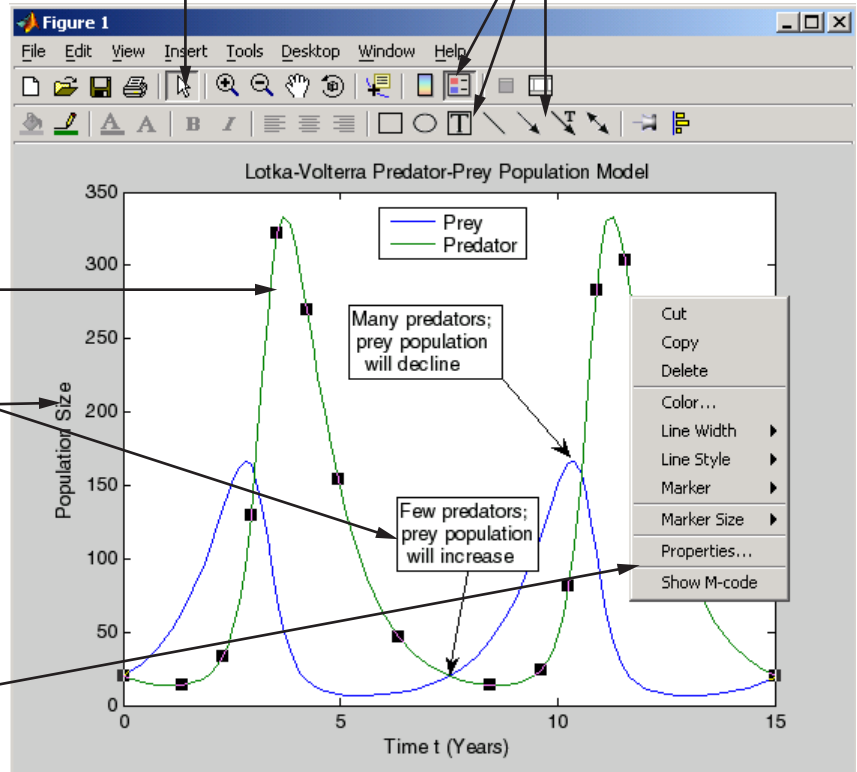 Figure 1
File Edit View Insert Tools Desktop Window Help
T T
A A B I
Lotka-Volterra Predator-Prey Population Model
350
300
250
200
150
100
50
0
Population Size
Prey
Predator
Many predators;
prey population
will decline
Few predators;
prey population
will increase
Cut
Copy
Delete
Color...
Line Width
Line Style
Marker
Marker Size
Properties...
Show M-code
0 5 10 15
Time t (Years)